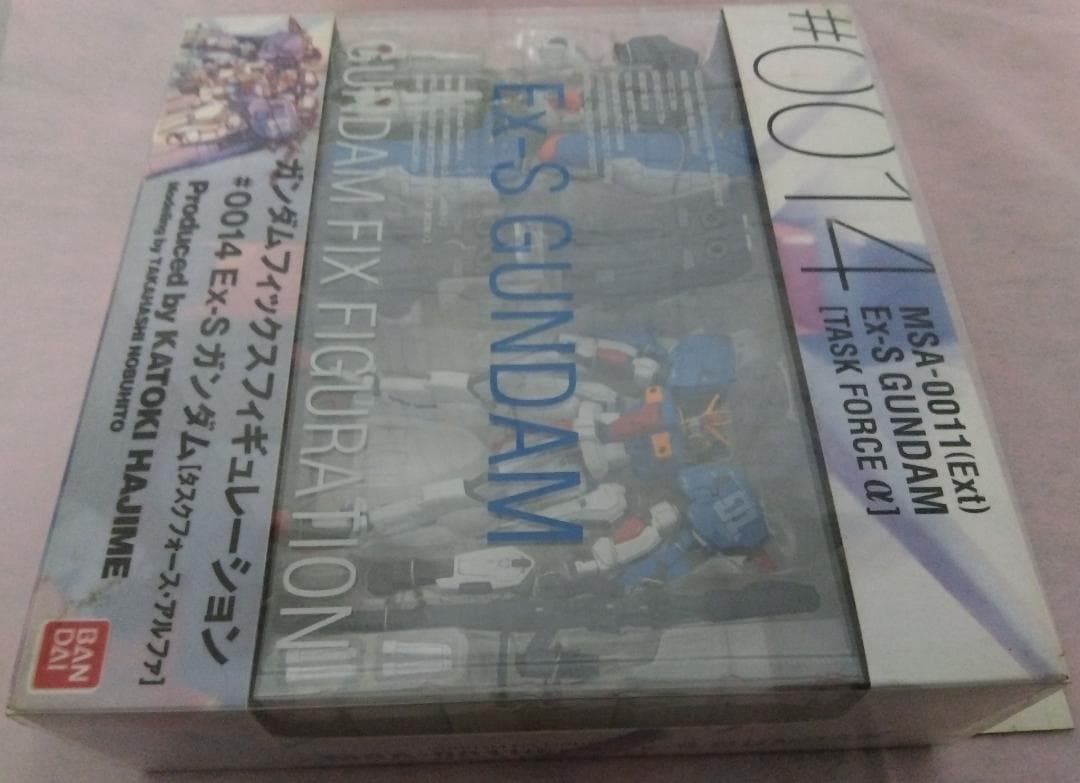 #0014
MSA-0011(Ext)
Ex-S GUNDAM
[TASK FORCE α]
Ex-S GUNDAM
GUNDAM FIX FIGURATION
ガンダムフィックスフィギュレーション
#0014 Ex-Sガンダム[タスクフォース・アルファ]
Produced by KATOKI HAJIME
Modeling by TAKAHASHI NOBUHITO
BAN
DAI